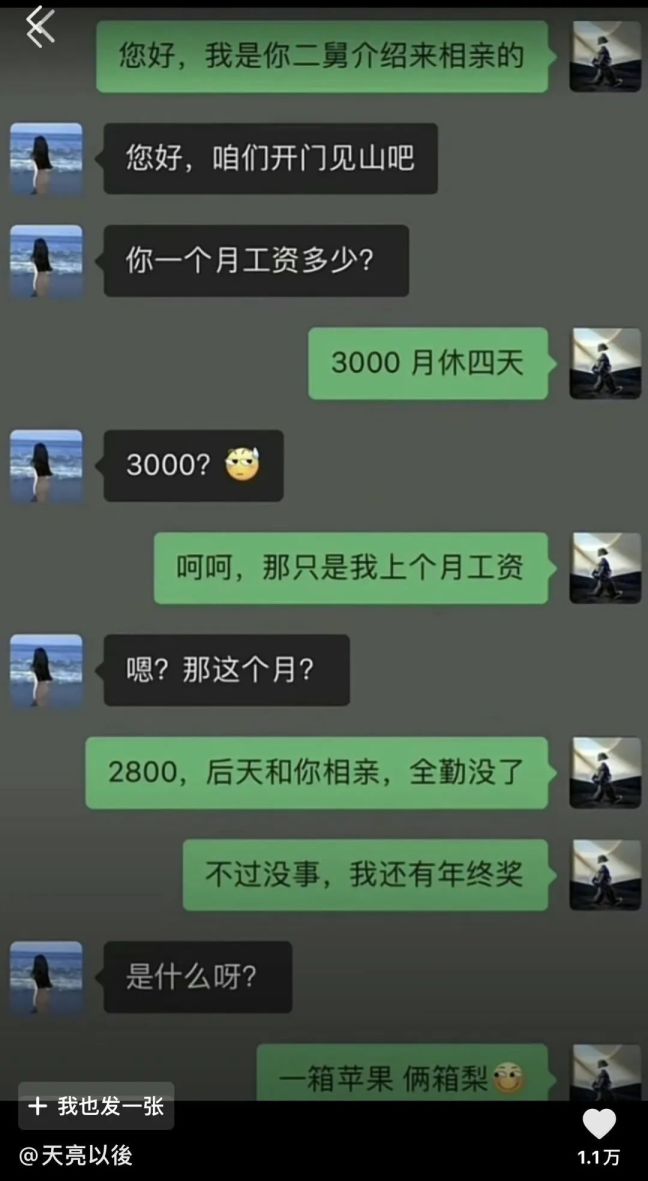 您好，我是你二舅介绍来相亲的
您好，咱们开门见山吧
你一个月工资多少？
3000 月休四天
3000？
呵呵，那只是我上个月工资
嗯？那这个月？
2800，后天和你相亲，全勤没了
不过没事，我还有年终奖
是什么呀？
一箱苹果 俩箱梨
+ 我也发一张
@天亮以後
1.1万